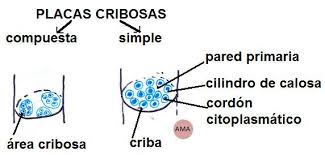 PLACAS CRIBOSAS
compuesta
simple
pared primaria
cilindro de calosa
cordón
citoplasmático
área cribosa
criba
AMA